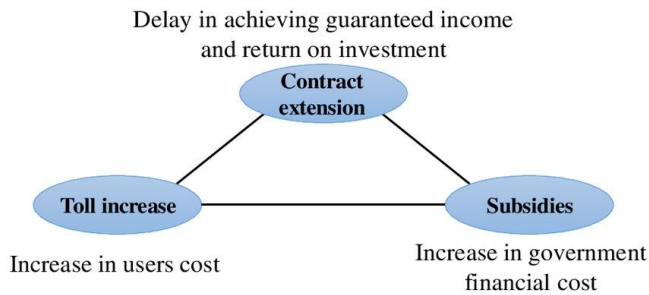 Delay in achieving guaranteed income
and return on investment
Contract
extension
Toll increase
Subsidies
Increase in users cost
Increase in government
financial cost